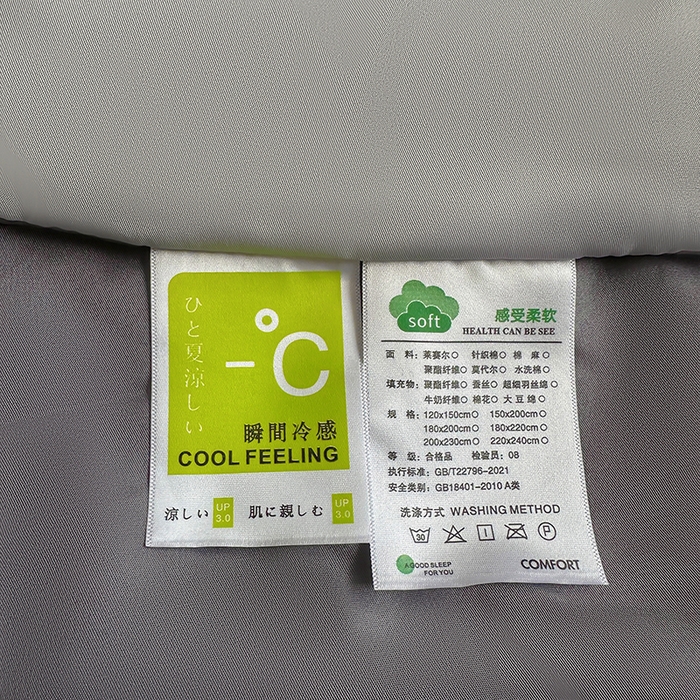 ひと夏涼しい
-°C
瞬間冷感
COOL FEELING
涼しい UP 3.0 肌に親しむ UP 3.0
soft
感受柔软
HEALTH CAN BE SEE
面 料: 莱赛尔○ 针织棉○ 棉 麻○
聚酯纤维○ 莫代尔○ 水洗棉○
填充物: 聚酯纤维○ 蚕丝○ 超细羽丝绵○
牛奶纤维○ 棉花○ 大豆绵○
规 格: 120x150cm○ 150x200cm○
180x200cm○ 180x220cm○
200x230cm○ 220x240cm○
等 级: 合格品 检验员: 08
执行标准: GB/T22796-2021
安全类别: GB18401-2010 A类
洗涤方式 WASHING METHOD
30 P
A GOOD SLEEP
FOR YOU
COMFORT